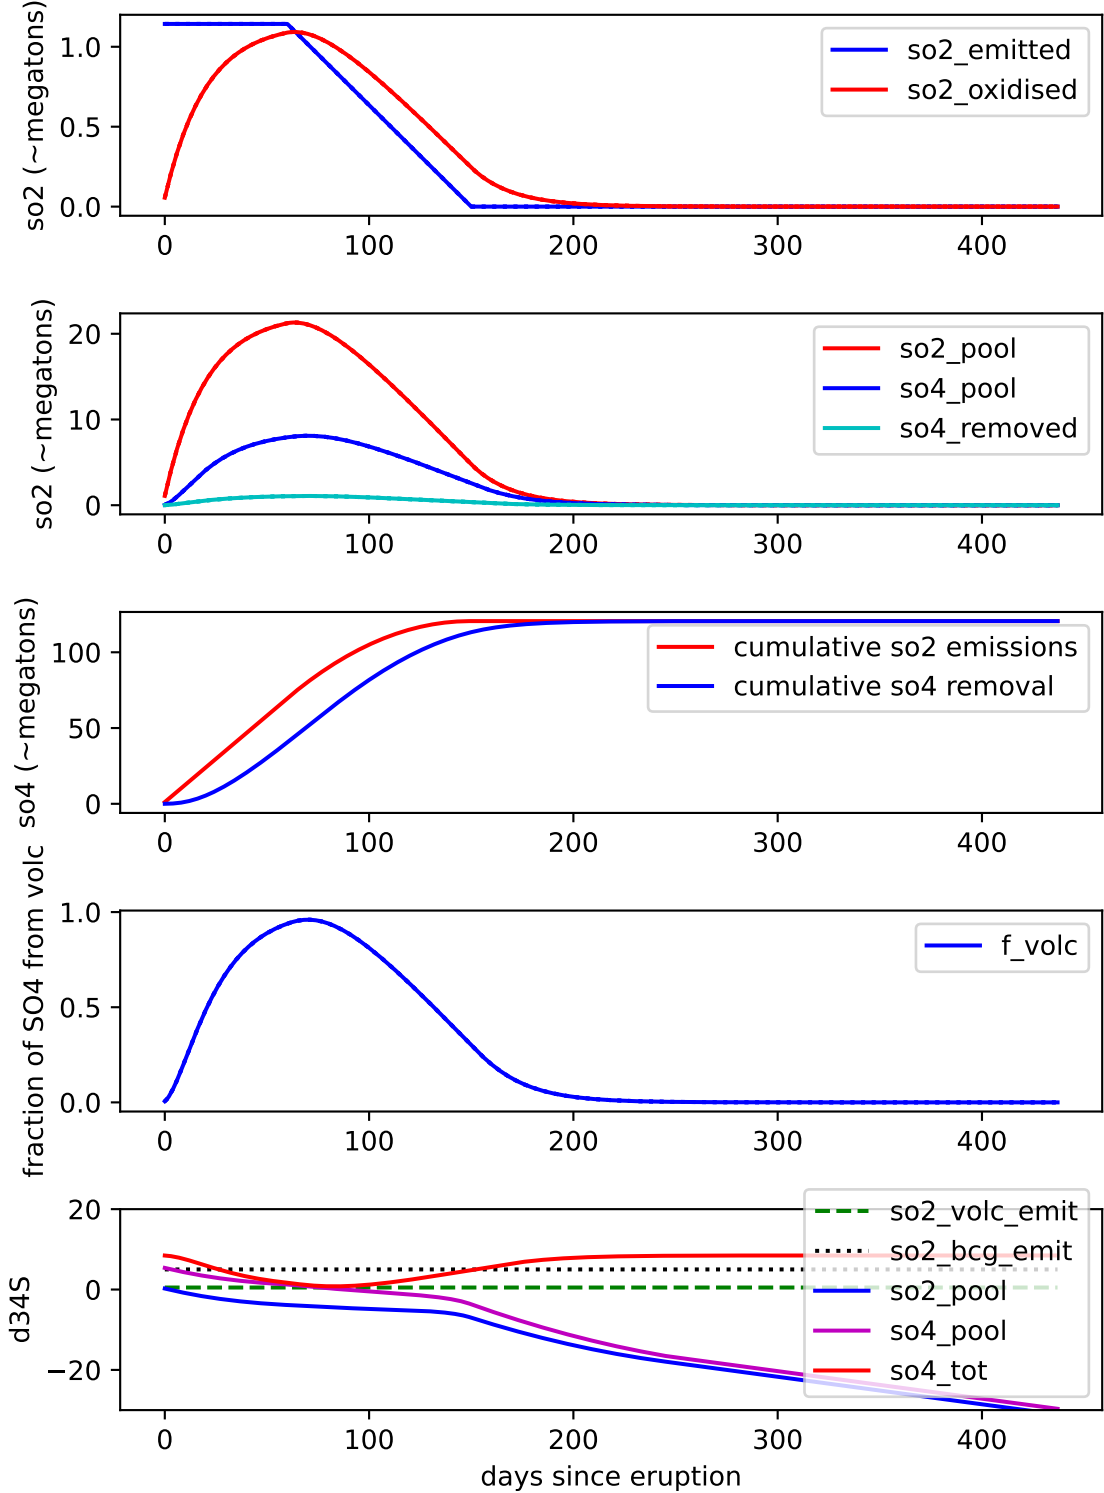 so2 (~megatons)
1.0
0.5
0.0
so2_emitted
so2_oxidised
0 100 200 300 400
so2 (~megatons)
20
10
0
so2_pool
so4_pool
so4_removed
0 100 200 300 400
so4 (~megatons)
100
50
0
cumulative so2 emissions
cumulative so4 removal
0 100 200 300 400
fraction of SO4 from volc
1.0
0.5
0.0
f_volc
0 100 200 300 400
d34S
20
0
−20
so2_volc_emit
so2_bcg_emit
so2_pool
so4_pool
so4_tot
0 100 200 300 400
days since eruption